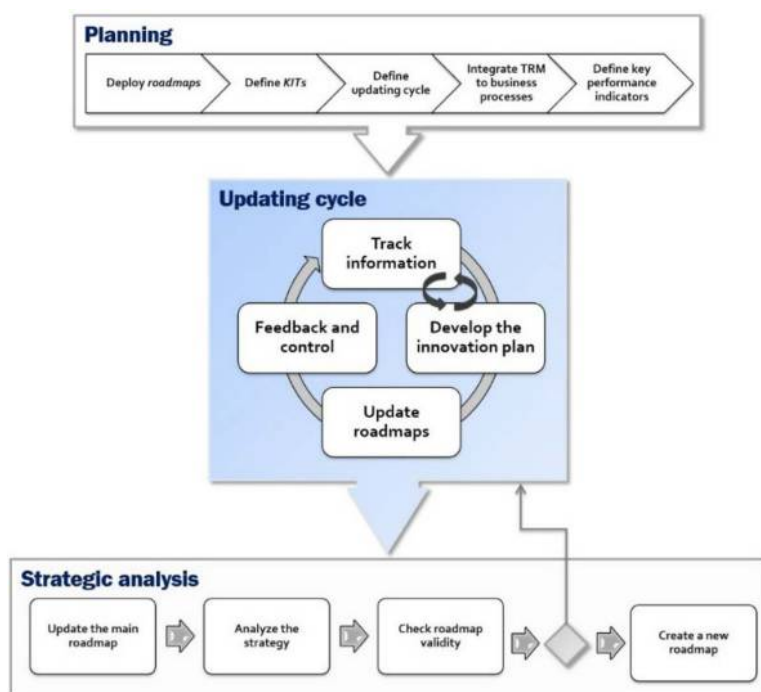 Planning
Deploy roadmaps
Define KITs
Define
updating cycle
Integrate TRM
to business
processes
Define key
performance
indicators
Updating cycle
Track
information
Feedback and
control
Develop the
innovation plan
Update
roadmaps
Strategic analysis
Update the main
roadmap
Analyze the
strategy
Check roadmap
validity
Create a new
roadmap